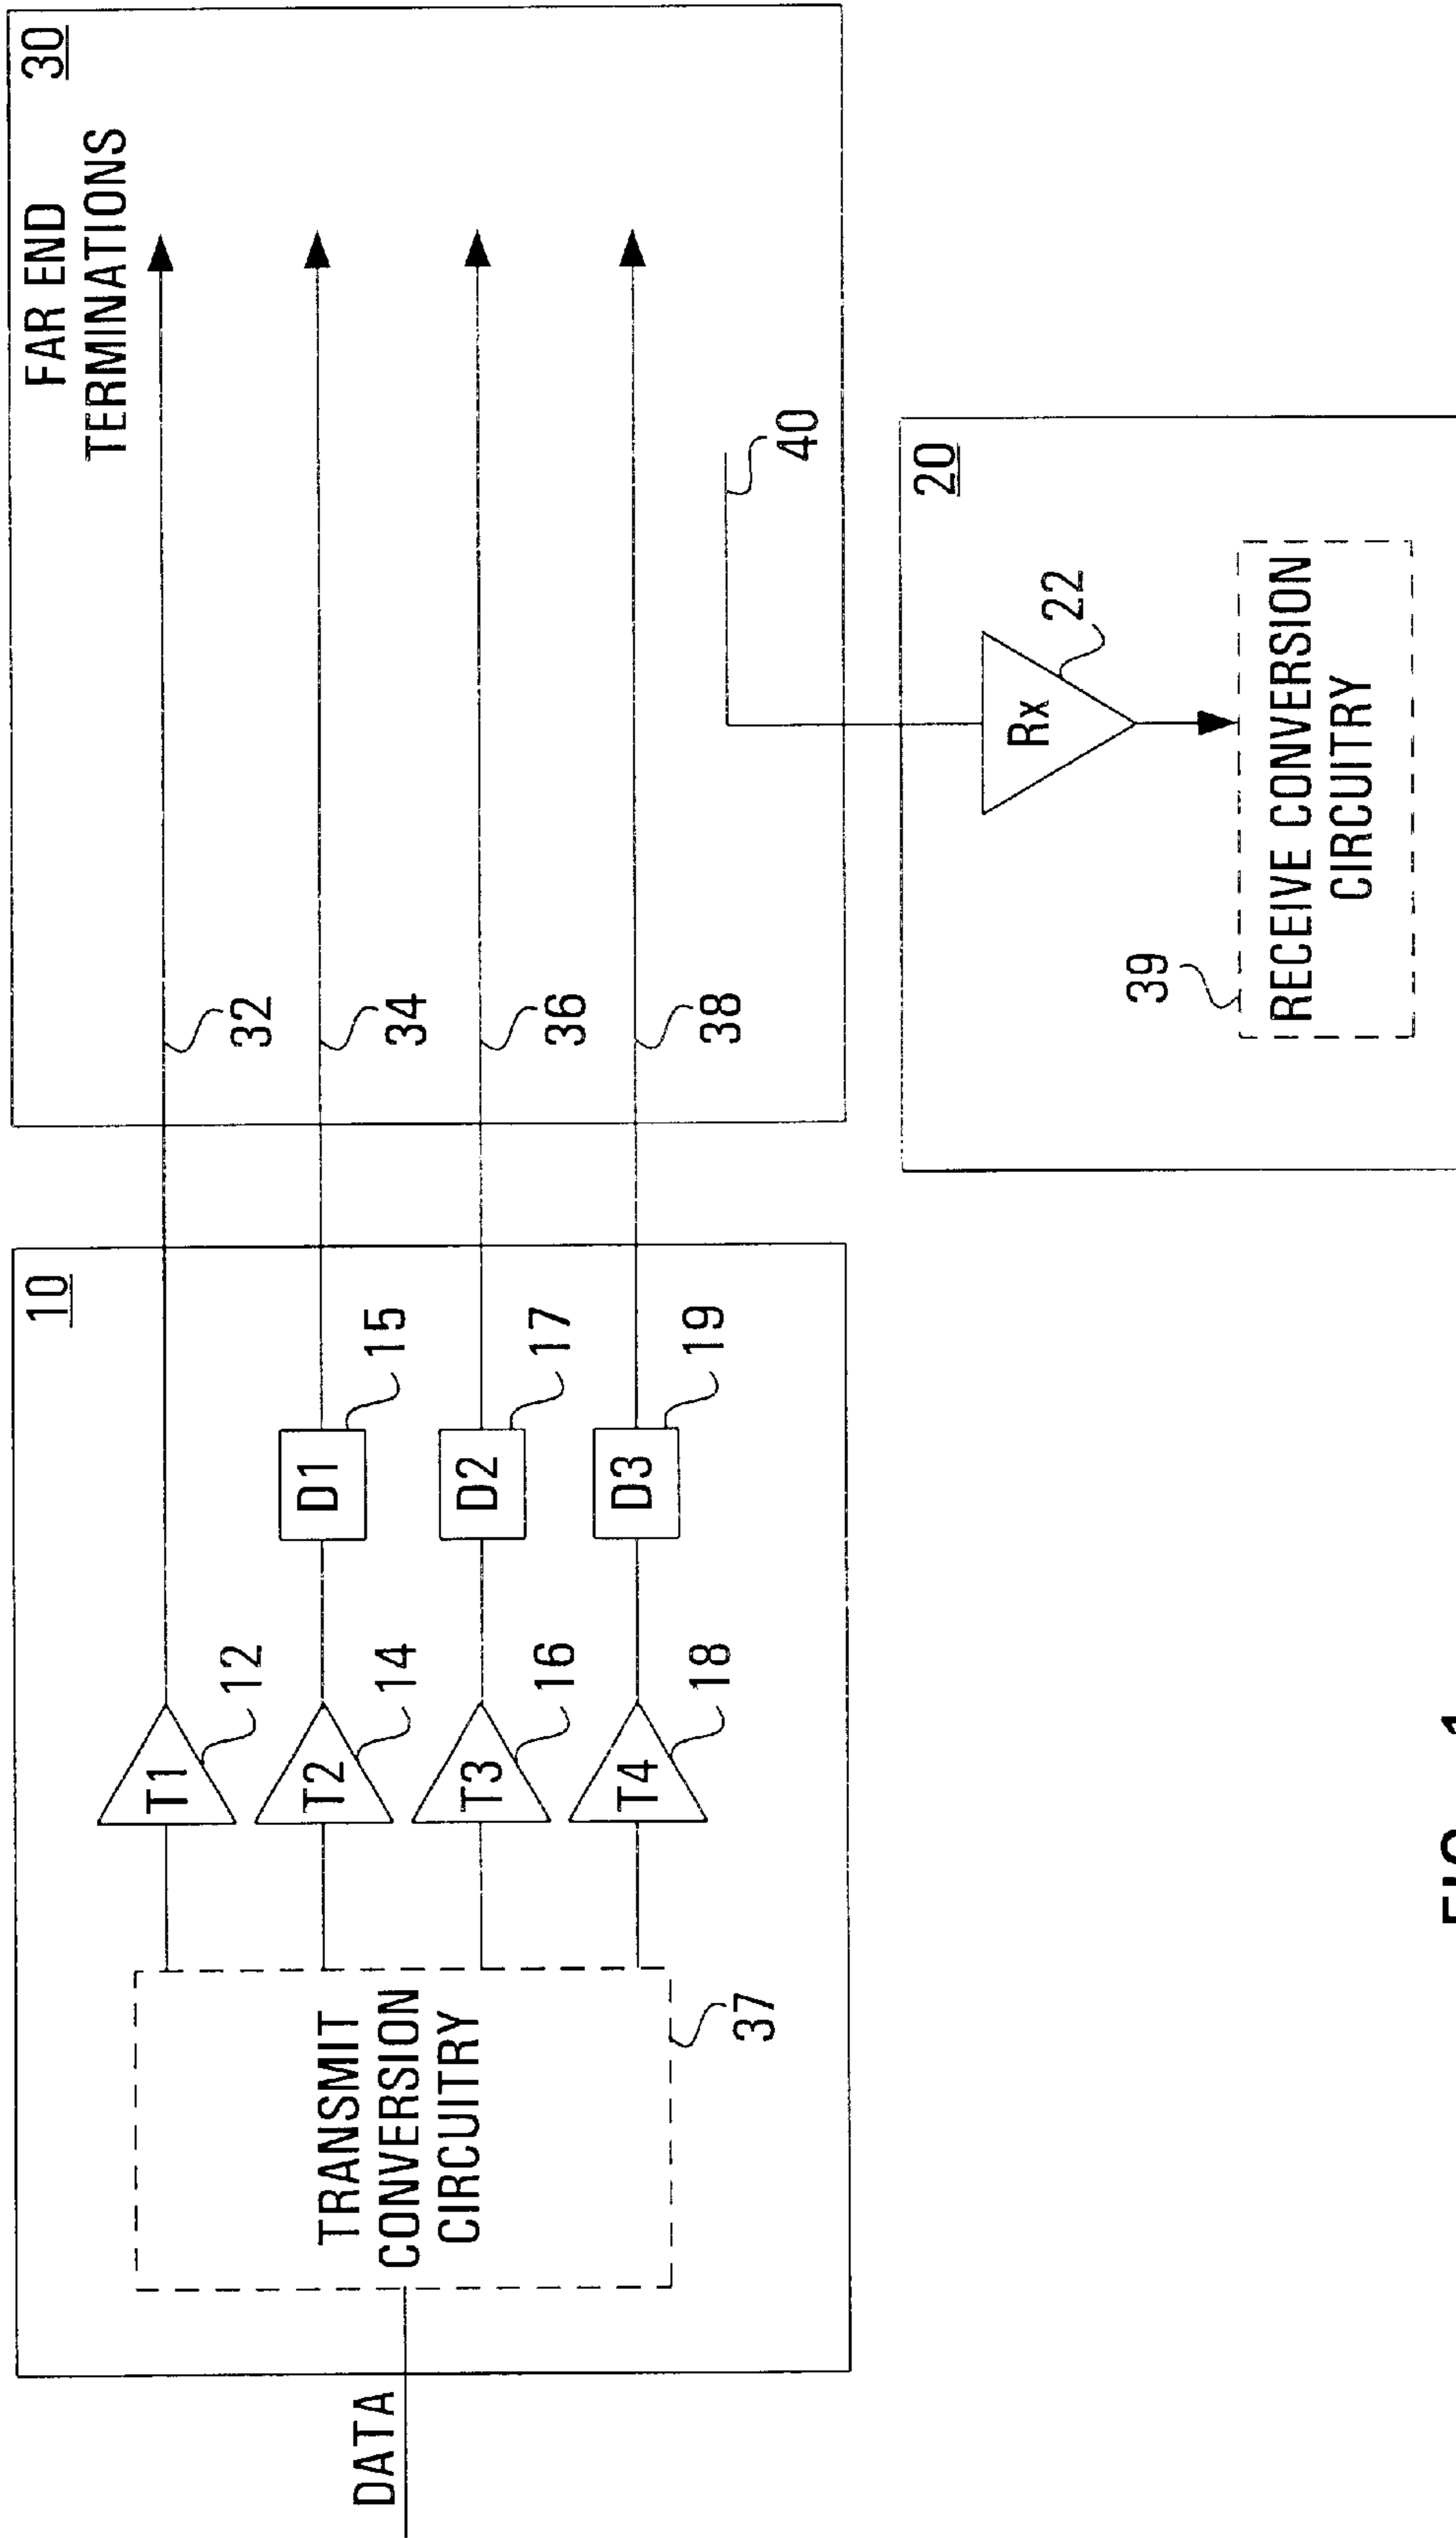 DATA
10
TRANSMIT
CONVERSION
CIRCUITRY
37
T1
12
T2
14
T3
16
T4
18
D1
15
D2
17
D3
19
30
FAR END
TERMINATIONS
32
34
36
38
40
20
Rx
22
39
RECEIVE CONVERSION
CIRCUITRY